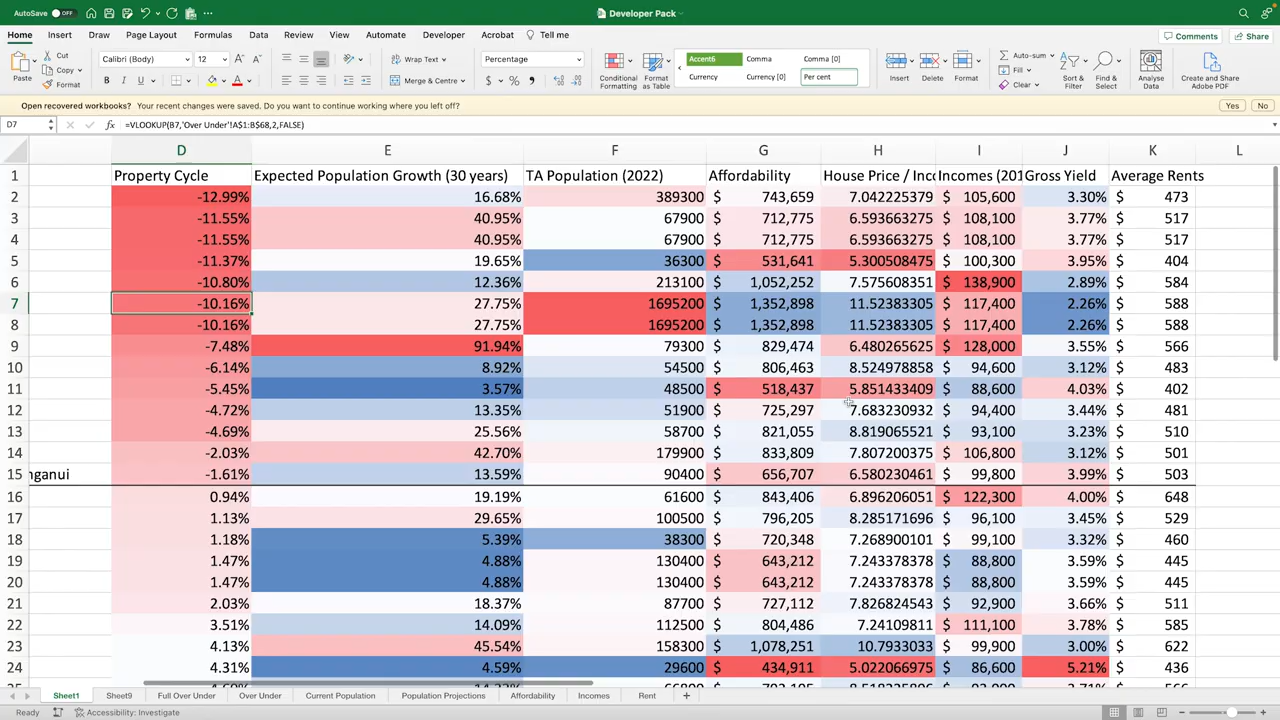 AutoSave OFF Developer Pack
Home Insert Draw Page Layout Formulas Data Review View Automate Developer Acrobat Tell me Comments Share
Paste Cut Copy Format
Calibri (Body) 12
B I U
Wrap Text
Merge & Centre
Percentage
$ % ,
Conditional Formatting
Format as Table
Accent6 Comma Comma [0]
Currency Currency [0] Per cent
Insert Delete Format
Auto-sum
Fill
Clear
Sort & Filter
Find & Select
Analyse Data
Create and Share Adobe PDF
Open recovered workbooks? Your recent changes were saved. Do you want to continue working where you left off? Yes No
D7 fx =VLOOKUP(B7,'Over Under'!A$1:B$68,2,FALSE)
D E F G H I J K L
1 Property Cycle Expected Population Growth (30 years) TA Population (2022) Affordability House Price / Inc Incomes (201 Gross Yield Average Rents
2 -12.99% 16.68% 389300 $ 743,659 7.042225379 $ 105,600 3.30% $ 473
3 -11.55% 40.95% 67900 $ 712,775 6.593663275 $ 108,100 3.77% $ 517
4 -11.55% 40.95% 67900 $ 712,775 6.593663275 $ 108,100 3.77% $ 517
5 -11.37% 19.65% 36300 $ 531,641 5.300508475 $ 100,300 3.95% $ 404
6 -10.80% 12.36% 213100 $ 1,052,252 7.575608351 $ 138,900 2.89% $ 584
7 -10.16% 27.75% 1695200 $ 1,352,898 11.52383305 $ 117,400 2.26% $ 588
8 -10.16% 27.75% 1695200 $ 1,352,898 11.52383305 $ 117,400 2.26% $ 588
9 -7.48% 91.94% 79300 $ 829,474 6.480265625 $ 128,000 3.55% $ 566
10 -6.14% 8.92% 54500 $ 806,463 8.524978858 $ 94,600 3.12% $ 483
11 -5.45% 3.57% 48500 $ 518,437 5.851433409 $ 88,600 4.03% $ 402
12 -4.72% 13.35% 51900 $ 725,297 7.683230932 $ 94,400 3.44% $ 481
13 -4.69% 25.56% 58700 $ 821,055 8.819065521 $ 93,100 3.23% $ 510
14 -2.03% 42.70% 179900 $ 833,809 7.807200375 $ 106,800 3.12% $ 501
15 nganui -1.61% 13.59% 90400 $ 656,707 6.580230461 $ 99,800 3.99% $ 503
16 0.94% 19.19% 61600 $ 843,406 6.896206051 $ 122,300 4.00% $ 648
17 1.13% 29.65% 100500 $ 796,205 8.285171696 $ 96,100 3.45% $ 529
18 1.18% 5.39% 38300 $ 720,348 7.268900101 $ 99,100 3.32% $ 460
19 1.47% 4.88% 130400 $ 643,212 7.243378378 $ 88,800 3.59% $ 445
20 1.47% 4.88% 130400 $ 643,212 7.243378378 $ 88,800 3.59% $ 445
21 2.03% 18.37% 87700 $ 727,112 7.826824543 $ 92,900 3.66% $ 511
22 3.51% 14.09% 112500 $ 804,486 7.24109811 $ 111,100 3.78% $ 585
23 4.13% 45.54% 158300 $ 1,078,251 10.7933033 $ 99,900 3.00% $ 622
24 4.31% 4.59% 29600 $ 434,911 5.022066975 $ 86,600 5.21% $ 436
Sheet1 Sheet9 Full Over Under Over Under Current Population Population Projections Affordability Incomes Rent +
Ready Accessibility: Investigate